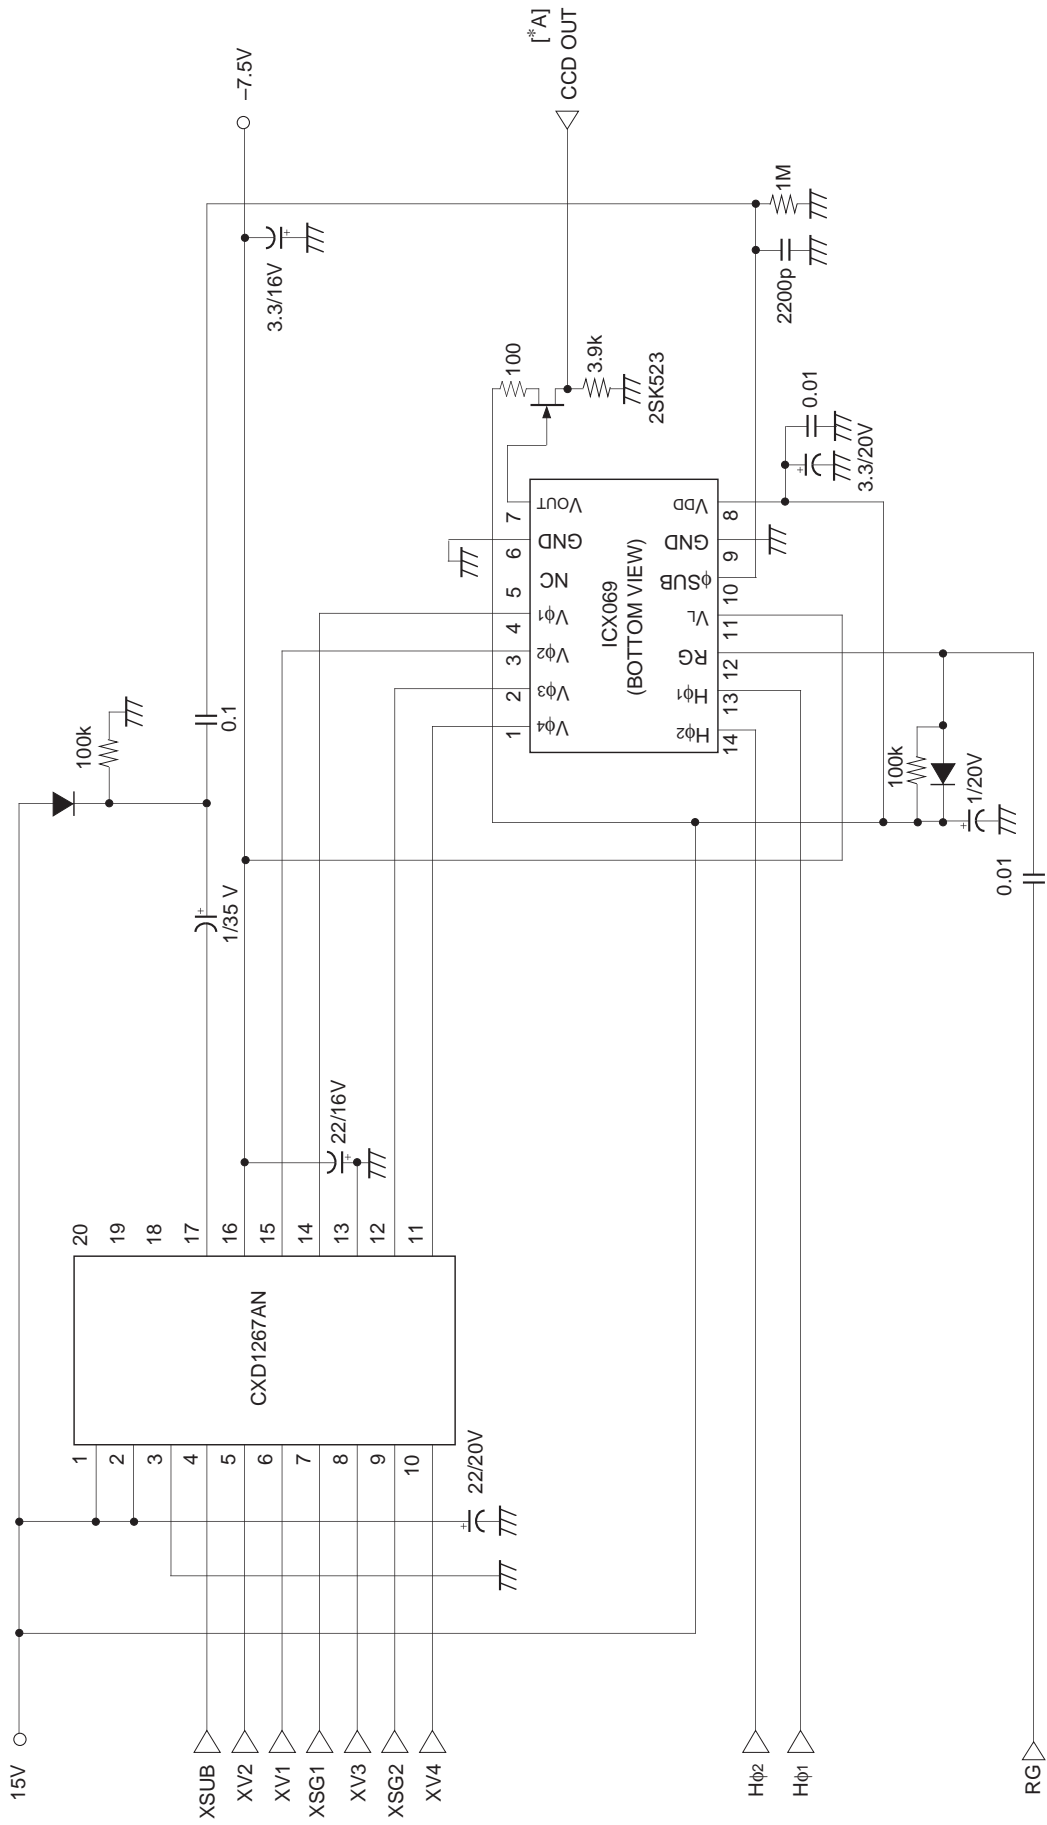 15V
XSUB
XV2
XV1
XSG1
XV3
XSG2
XV4
Hϕ2
Hϕ1
RG
22/20V
1
2
3
4
5
6
7
8
9
10
CXD1267AN
20
19
18
17
16
15
14
13
12
11
22/16V
1/35 V
100k
0.1
0.01
1/20V
100k
1
2
3
4
5
6
7
Vϕ4
Vϕ3
Vϕ2
Vϕ1
NC
GND
VOUT
ICX069
(BOTTOM VIEW)
Hϕ2
Hϕ1
RG
VL
ϕSUB
GND
VDD
14
13
12
11
10
9
8
100
3.9k
2SK523
3.3/20V
0.01
3.3/16V
2200p
1M
–7.5V
[*A]
CCD OUT